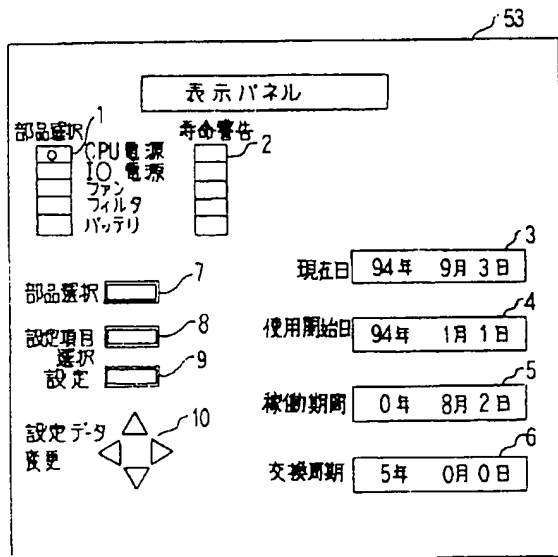 53
表示パネル
部品選択 1 寿命警告
CPU電源 2
IO電源
ファン
フィルタ
バッテリ
3
現在日 94年 9月3日
部品選択 7
4
使用開始日 94年 1月1日
設定項目 8
選択
設定 9
5
稼働期間 0年 8月2日
設定データ 10
変更
6
交換周期 5年 0月0日